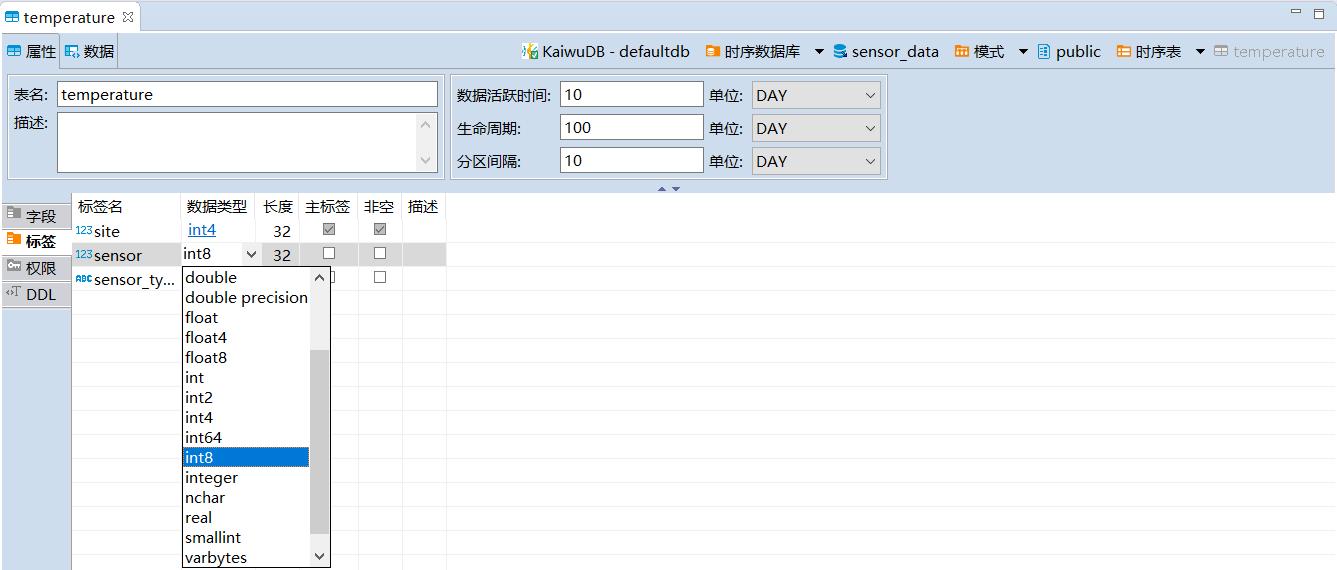 temperature
属性 数据 KaiwuDB - defaultdb 时序数据库 sensor_data 模式 public 时序表 temperature
表名: temperature
描述:
数据活跃时间: 10 单位: DAY
生命周期: 100 单位: DAY
分区间隔: 10 单位: DAY
字段
标签
权限
DDL
标签名 数据类型 长度 主标签 非空 描述
123 site int4 32
123 sensor int8 32
ABC sensor_ty...
double
double precision
float
float4
float8
int
int2
int4
int64
int8
integer
nchar
real
smallint
varbytes